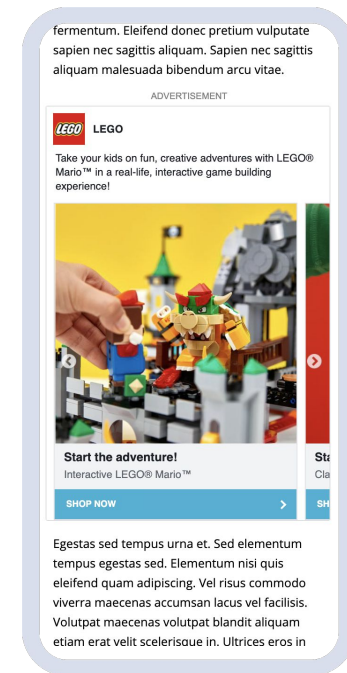 fermentum. Eleifend donec pretium vulputate
sapien nec sagittis aliquam. Sapien nec sagittis
aliquam malesuada bibendum arcu vitae.
ADVERTISEMENT
LEGO
LEGO
Take your kids on fun, creative adventures with LEGO®
Mario™ in a real-life, interactive game building
experience!
Start the adventure!
Interactive LEGO® Mario™
SHOP NOW
Sta
Cla
SH
Egestas sed tempus urna et. Sed elementum
tempus egestas sed. Elementum nisi quis
eleifend quam adipiscing. Vel risus commodo
viverra maecenas accumsan lacus vel facilisis.
Volutpat maecenas volutpat blandit aliquam
etiam erat velit scelerisque in. Ultrices eros in